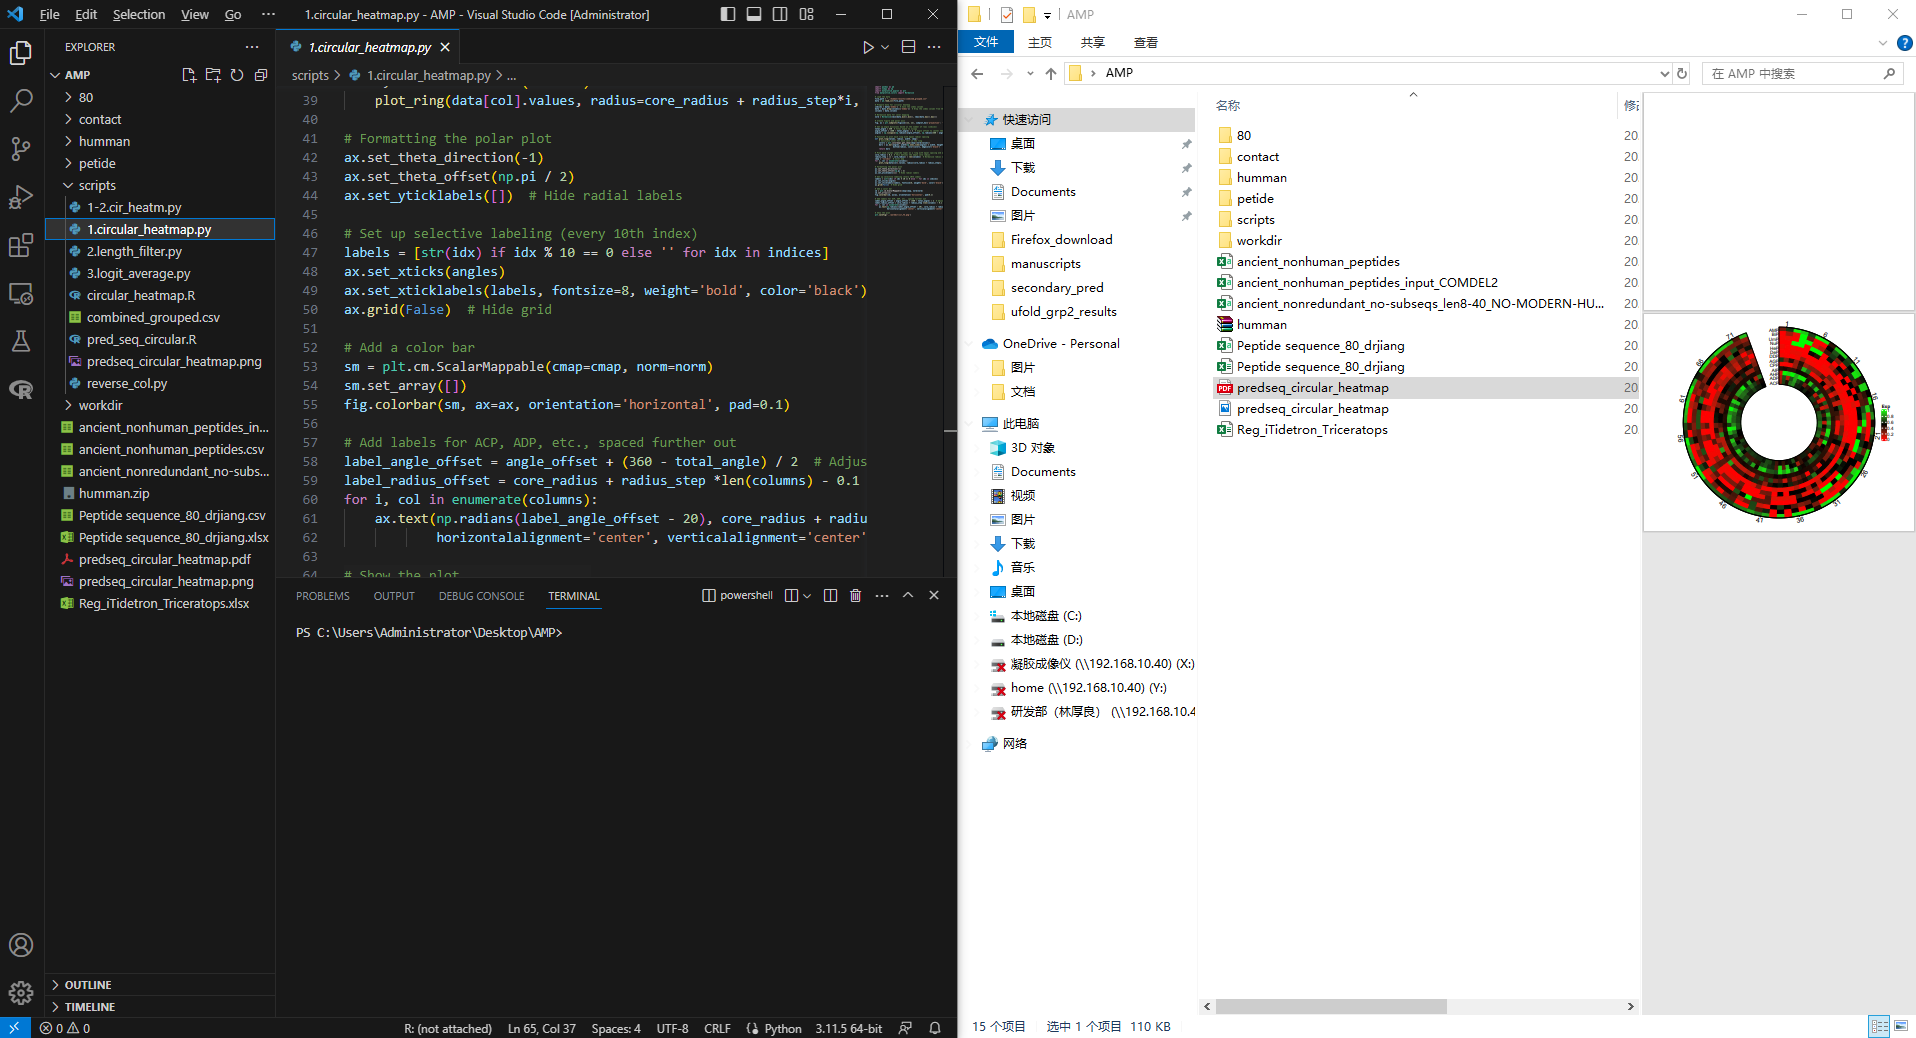 File Edit Selection View Go ··· 1.circular_heatmap.py - AMP - Visual Studio Code [Administrator]
EXPLORER
AMP
80
contact
humman
petide
scripts
1-2.cir_heatm.py
1.circular_heatmap.py
2.length_filter.py
3.logit_average.py
circular_heatmap.R
combined_grouped.csv
pred_seq_circular.R
predseq_circular_heatmap.png
reverse_col.py
workdir
ancient_nonhuman_peptides_in...
ancient_nonhuman_peptides.csv
ancient_nonredundant_no-subs...
humman.zip
Peptide sequence_80_drjiang.csv
Peptide sequence_80_drjiang.xlsx
predseq_circular_heatmap.pdf
predseq_circular_heatmap.png
Reg_iTidetron_Triceratops.xlsx
OUTLINE
TIMELINE
1.circular_heatmap.py
scripts > 1.circular_heatmap.py > ...
39 plot_ring(data[col].values, radius=core_radius + radius_step*i,
40
41 # Formatting the polar plot
42 ax.set_theta_direction(-1)
43 ax.set_theta_offset(np.pi / 2)
44 ax.set_yticklabels([])  # Hide radial labels
45
46 # Set up selective labeling (every 10th index)
47 labels = [str(idx) if idx % 10 == 0 else '' for idx in indices]
48 ax.set_xticks(angles)
49 ax.set_xticklabels(labels, fontsize=8, weight='bold', color='black')
50 ax.grid(False)  # Hide grid
51
52 # Add a color bar
53 sm = plt.cm.ScalarMappable(cmap=cmap, norm=norm)
54 sm.set_array([])
55 fig.colorbar(sm, ax=ax, orientation='horizontal', pad=0.1)
56
57 # Add labels for ACP, ADP, etc., spaced further out
58 label_angle_offset = angle_offset + (360 - total_angle) / 2  # Adjus
59 label_radius_offset = core_radius + radius_step *len(columns) - 0.1
60 for i, col in enumerate(columns):
61 ax.text(np.radians(label_angle_offset - 20), core_radius + radiu
62 horizontalalignment='center', verticalalignment='center'
63
64 # Show the plot
PROBLEMS OUTPUT DEBUG CONSOLE TERMINAL powershell
PS C:\Users\Administrator\Desktop\AMP>
0 0 R: (not attached) Ln 65, Col 37 Spaces: 4 UTF-8 CRLF Python 3.11.5 64-bit
AMP
文件 主页 共享 查看
AMP
在 AMP 中搜索
快速访问
桌面
下载
Documents
图片
Firefox_download
manuscripts
secondary_pred
ufold_grp2_results
OneDrive - Personal
图片
文档
此电脑
3D 对象
Documents
视频
图片
下载
音乐
桌面
本地磁盘 (C:)
本地磁盘 (D:)
凝胶成像仪 (\\192.168.10.40) (X:)
home (\\192.168.10.40) (Y:)
研发部（林厚良） (\\192.168.10.4
网络
名称 修
80 20
contact 20
humman 20
petide 20
scripts 20
workdir 20
ancient_nonhuman_peptides 20
ancient_nonhuman_peptides_input_COMDEL2 20
ancient_nonredundant_no-subseqs_len8-40_NO-MODERN-HU... 20
humman 20
Peptide sequence_80_drjiang 20
Peptide sequence_80_drjiang 20
predseq_circular_heatmap 20
predseq_circular_heatmap 20
Reg_iTidetron_Triceratops 20
1
6
11
16
21
26
31
36
41
46
51
56
61
66
71
15 个项目 选中 1 个项目 110 KB